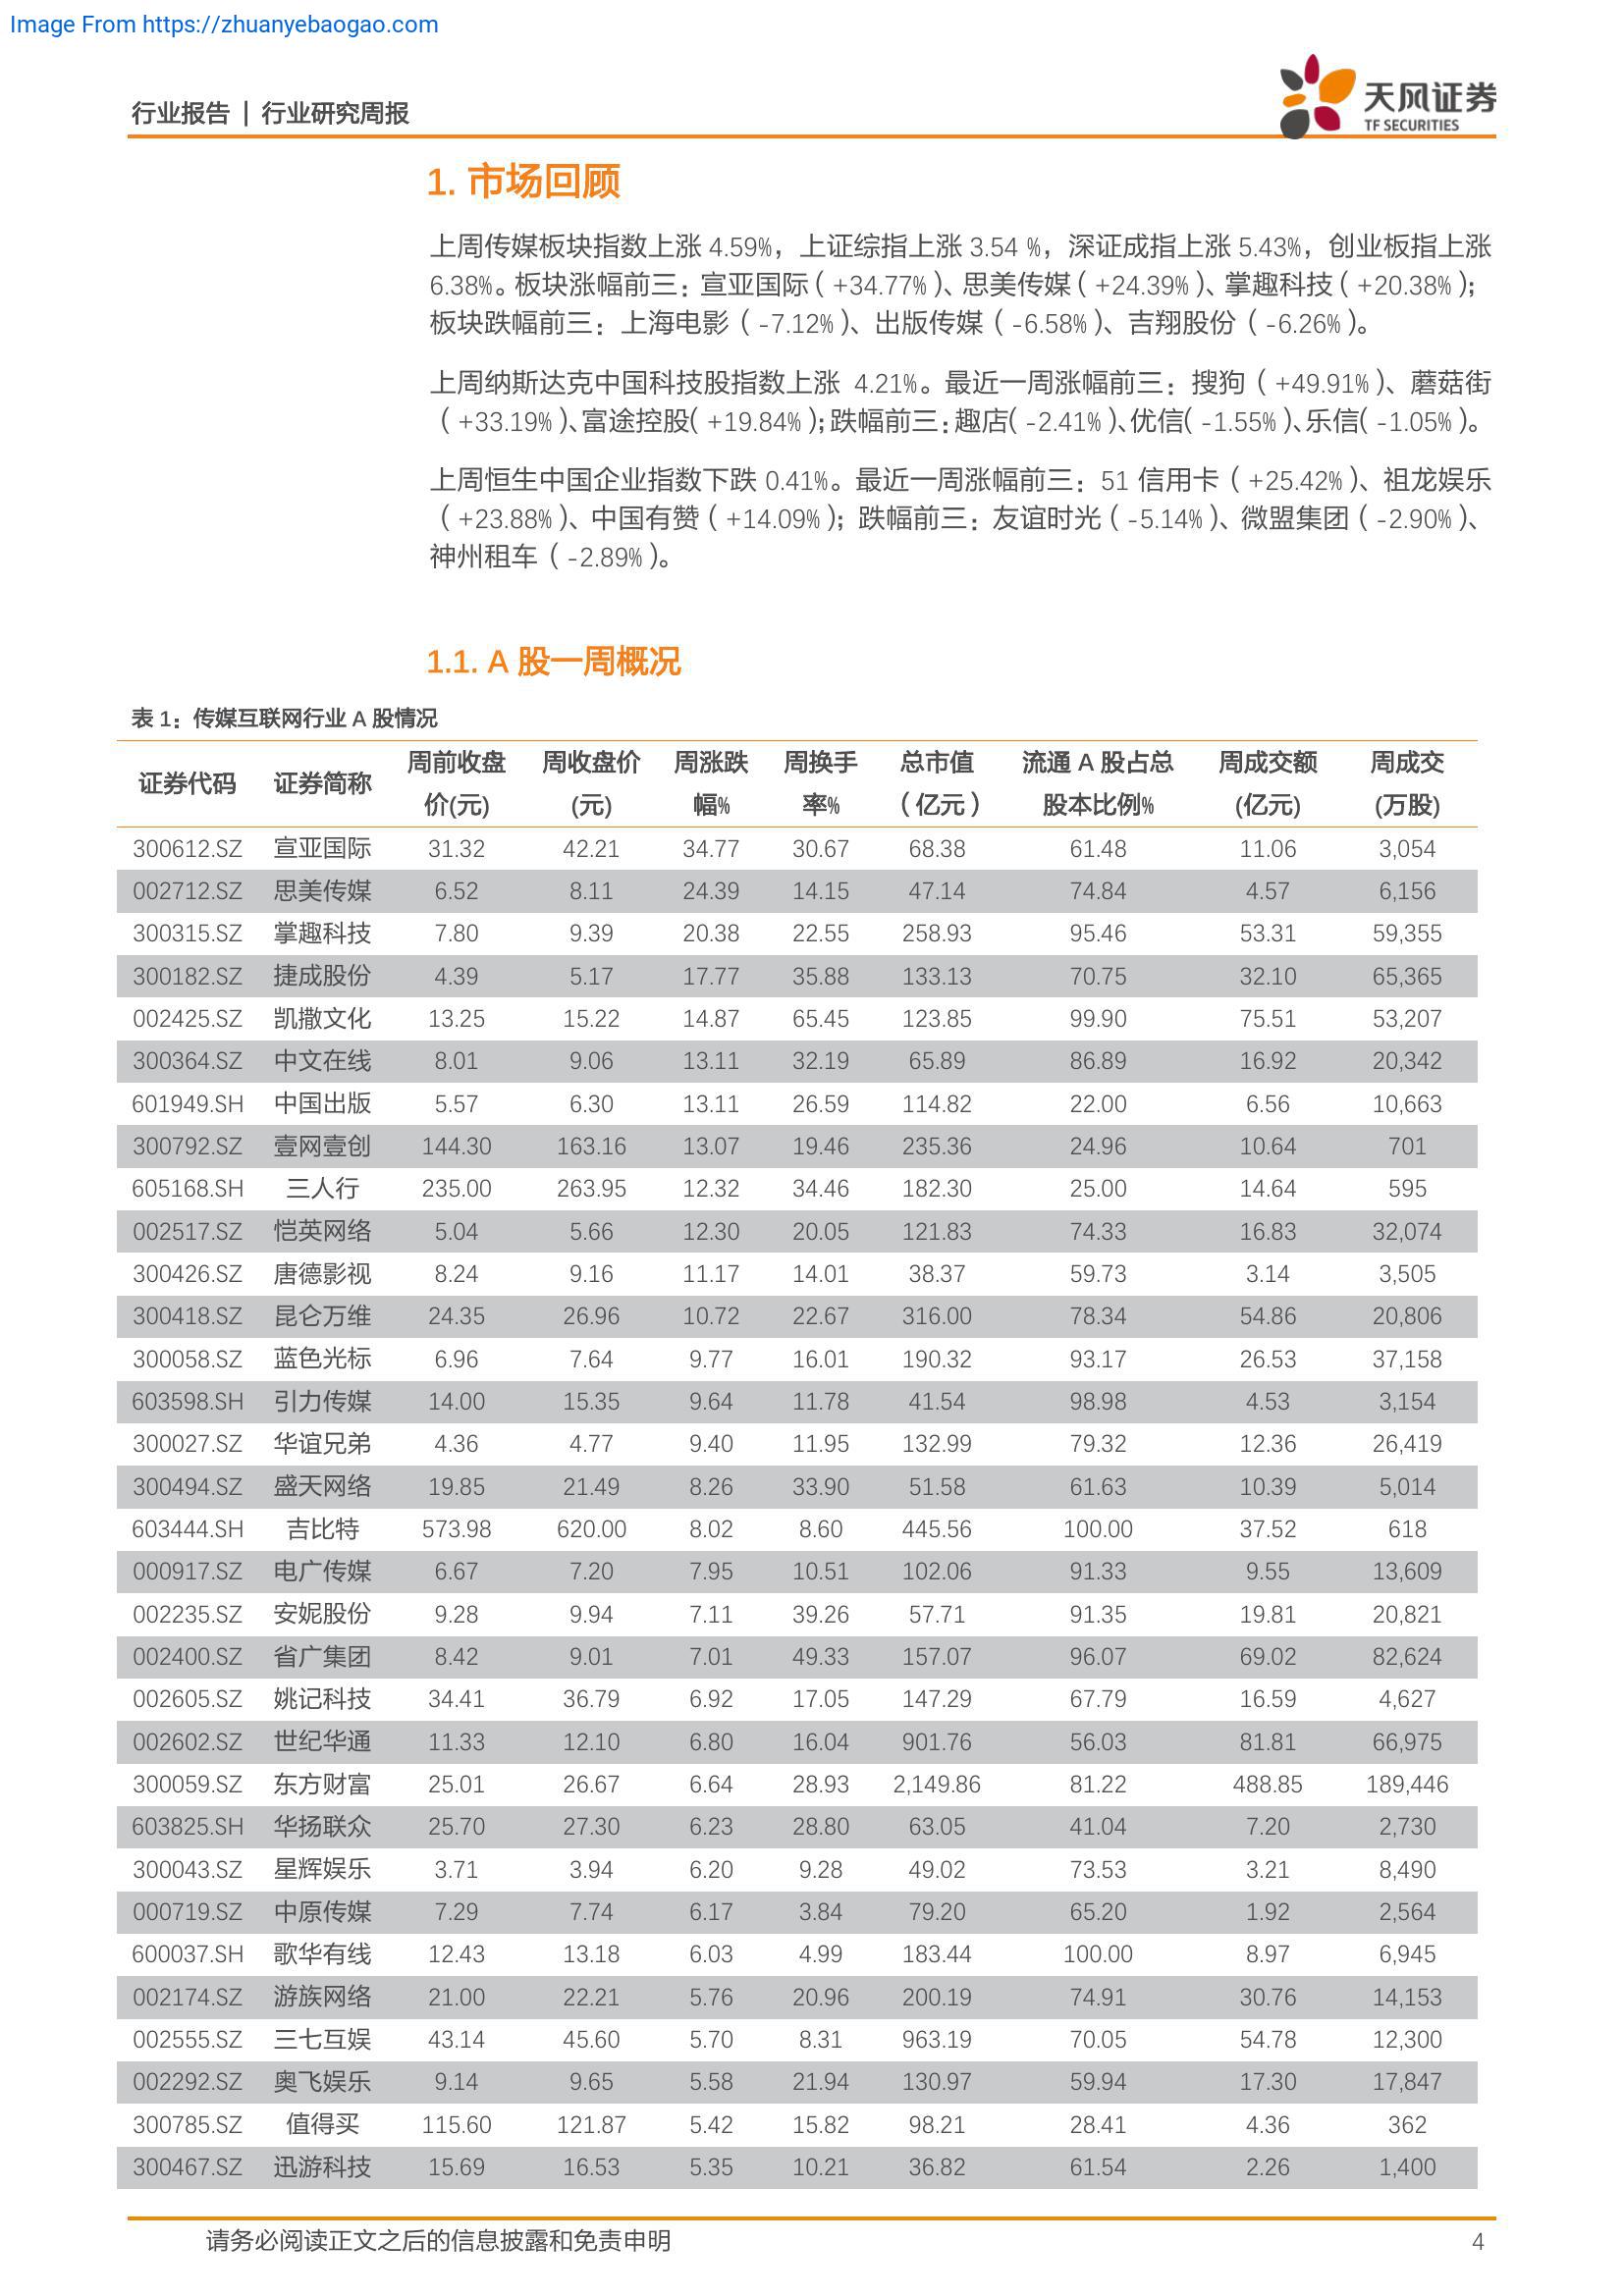 Image From https://zhuanyebaogao.com
行业报告 | 行业研究周报
天风证券
TF SECURITIES
1. 市场回顾
上周传媒板块指数上涨 4.59%，上证综指上涨 3.54 %，深证成指上涨 5.43%，创业板指上涨
6.38%。板块涨幅前三：宣亚国际（+34.77%）、思美传媒（+24.39%）、掌趣科技（+20.38%）；
板块跌幅前三：上海电影（-7.12%）、出版传媒（-6.58%）、吉翔股份（-6.26%）。
上周纳斯达克中国科技股指数上涨 4.21%。最近一周涨幅前三：搜狗（+49.91%）、蘑菇街
（+33.19%）、富途控股（+19.84%）；跌幅前三：趣店（-2.41%）、优信（-1.55%）、乐信（-1.05%）。
上周恒生中国企业指数下跌 0.41%。最近一周涨幅前三：51 信用卡（+25.42%）、祖龙娱乐
（+23.88%）、中国有赞（+14.09%）；跌幅前三：友谊时光（-5.14%）、微盟集团（-2.90%）、
神州租车（-2.89%）。
1.1. A 股一周概况
表 1：传媒互联网行业 A 股情况
证券代码 证券简称 周前收盘价(元) 周收盘价(元) 周涨跌幅% 周换手率% 总市值（亿元） 流通 A 股占总股本比例% 周成交额(亿元) 周成交(万股)
300612.SZ 宣亚国际 31.32 42.21 34.77 30.67 68.38 61.48 11.06 3,054
002712.SZ 思美传媒 6.52 8.11 24.39 14.15 47.14 74.84 4.57 6,156
300315.SZ 掌趣科技 7.80 9.39 20.38 22.55 258.93 95.46 53.31 59,355
300182.SZ 捷成股份 4.39 5.17 17.77 35.88 133.13 70.75 32.10 65,365
002425.SZ 凯撒文化 13.25 15.22 14.87 65.45 123.85 99.90 75.51 53,207
300364.SZ 中文在线 8.01 9.06 13.11 32.19 65.89 86.89 16.92 20,342
601949.SH 中国出版 5.57 6.30 13.11 26.59 114.82 22.00 6.56 10,663
300792.SZ 壹网壹创 144.30 163.16 13.07 19.46 235.36 24.96 10.64 701
605168.SH 三人行 235.00 263.95 12.32 34.46 182.30 25.00 14.64 595
002517.SZ 恺英网络 5.04 5.66 12.30 20.05 121.83 74.33 16.83 32,074
300426.SZ 唐德影视 8.24 9.16 11.17 14.01 38.37 59.73 3.14 3,505
300418.SZ 昆仑万维 24.35 26.96 10.72 22.67 316.00 78.34 54.86 20,806
300058.SZ 蓝色光标 6.96 7.64 9.77 16.01 190.32 93.17 26.53 37,158
603598.SH 引力传媒 14.00 15.35 9.64 11.78 41.54 98.98 4.53 3,154
300027.SZ 华谊兄弟 4.36 4.77 9.40 11.95 132.99 79.32 12.36 26,419
300494.SZ 盛天网络 19.85 21.49 8.26 33.90 51.58 61.63 10.39 5,014
603444.SH 吉比特 573.98 620.00 8.02 8.60 445.56 100.00 37.52 618
000917.SZ 电广传媒 6.67 7.20 7.95 10.51 102.06 91.33 9.55 13,609
002235.SZ 安妮股份 9.28 9.94 7.11 39.26 57.71 91.35 19.81 20,821
002400.SZ 省广集团 8.42 9.01 7.01 49.33 157.07 96.07 69.02 82,624
002605.SZ 姚记科技 34.41 36.79 6.92 17.05 147.29 67.79 16.59 4,627
002602.SZ 世纪华通 11.33 12.10 6.80 16.04 901.76 56.03 81.81 66,975
300059.SZ 东方财富 25.01 26.67 6.64 28.93 2,149.86 81.22 488.85 189,446
603825.SH 华扬联众 25.70 27.30 6.23 28.80 63.05 41.04 7.20 2,730
300043.SZ 星辉娱乐 3.71 3.94 6.20 9.28 49.02 73.53 3.21 8,490
000719.SZ 中原传媒 7.29 7.74 6.17 3.84 79.20 65.20 1.92 2,564
600037.SH 歌华有线 12.43 13.18 6.03 4.99 183.44 100.00 8.97 6,945
002174.SZ 游族网络 21.00 22.21 5.76 20.96 200.19 74.91 30.76 14,153
002555.SZ 三七互娱 43.14 45.60 5.70 8.31 963.19 70.05 54.78 12,300
002292.SZ 奥飞娱乐 9.14 9.65 5.58 21.94 130.97 59.94 17.30 17,847
300785.SZ 值得买 115.60 121.87 5.42 15.82 98.21 28.41 4.36 362
300467.SZ 迅游科技 15.69 16.53 5.35 10.21 36.82 61.54 2.26 1,400
请务必阅读正文之后的信息披露和免责申明 4